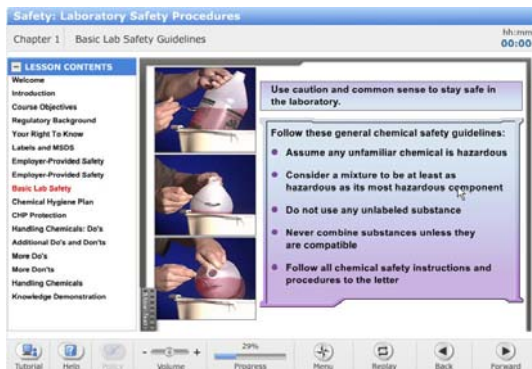 Safety: Laboratory Safety Procedures
Chapter 1 Basic Lab Safety Guidelines
hh:mm
00:00
LESSON CONTENTS
Welcome
Introduction
Course Objectives
Regulatory Background
Your Right To Know
Labels and MSDS
Employer-Provided Safety
Employer-Provided Safety
Basic Lab Safety
Chemical Hygiene Plan
CHP Protection
Handling Chemicals: Do's
Additional Do's and Don'ts
More Do's
More Don'ts
Handling Chemicals
Knowledge Demonstration
Use caution and common sense to stay safe in
the laboratory.
Follow these general chemical safety guidelines:
Assume any unfamiliar chemical is hazardous
Consider a mixture to be at least as
hazardous as its most hazardous component
Do not use any unlabeled substance
Never combine substances unless they
are compatible
Follow all chemical safety instructions and
procedures to the letter
29%
Tutorial Help Policy - + Volume Progress Menu Replay Back Forward